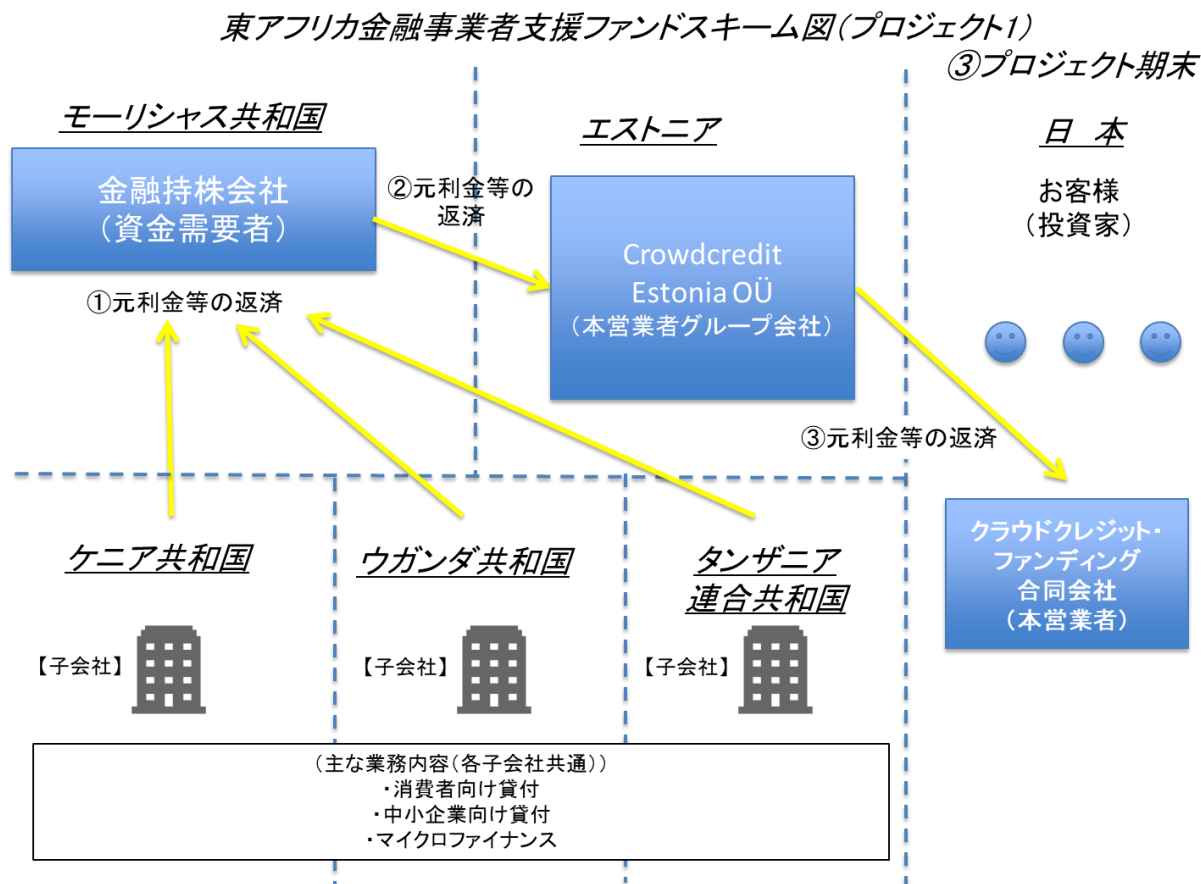 東アフリカ金融事業者支援ファンドスキーム図(プロジェクト1)
③プロジェクト期末
モーリシャス共和国
金融持株会社
(資金需要者)
①元利金等の返済
②元利金等の
返済
エストニア
Crowdcredit
Estonia OÜ
(本営業者グループ会社)
日 本
お客様
(投資家)
③元利金等の返済
クラウドクレジット・
ファンディング
合同会社
(本営業者)
ケニア共和国
【子会社】
ウガンダ共和国
【子会社】
タンザニア
連合共和国
【子会社】
(主な業務内容(各子会社共通))
・消費者向け貸付
・中小企業向け貸付
・マイクロファイナンス